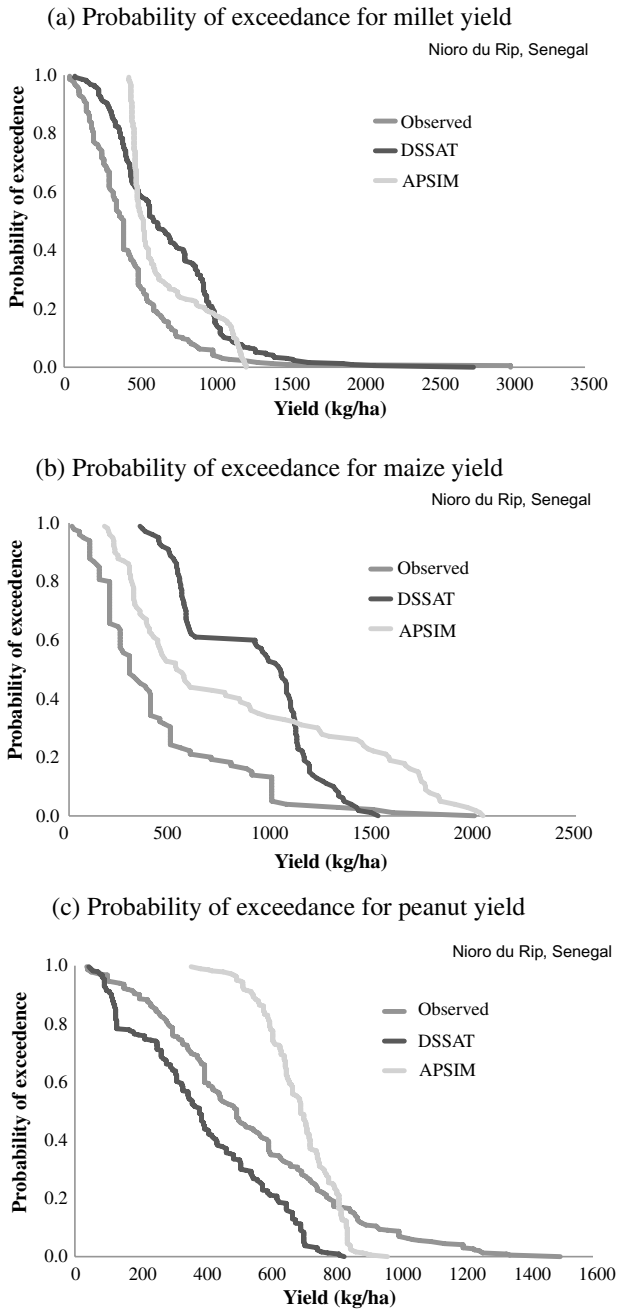 (a) Probability of exceedance for millet yield
Nioro du Rip, Senegal
Probability of exceedence
1.0
0.8
0.6
0.4
0.2
0.0
Observed
DSSAT
APSIM
0 500 1000 1500 2000 2500 3000 3500
Yield (kg/ha)
(b) Probability of exceedance for maize yield
Nioro du Rip, Senegal
Probability of exceedence
1.0
0.8
0.6
0.4
0.2
0.0
Observed
DSSAT
APSIM
0 500 1000 1500 2000 2500
Yield (kg/ha)
(c) Probability of exceedance for peanut yield
Nioro du Rip, Senegal
Probability of exceedence
1.0
0.8
0.6
0.4
0.2
0.0
Observed
DSSAT
APSIM
0 200 400 600 800 1000 1200 1400 1600
Yield (kg/ha)